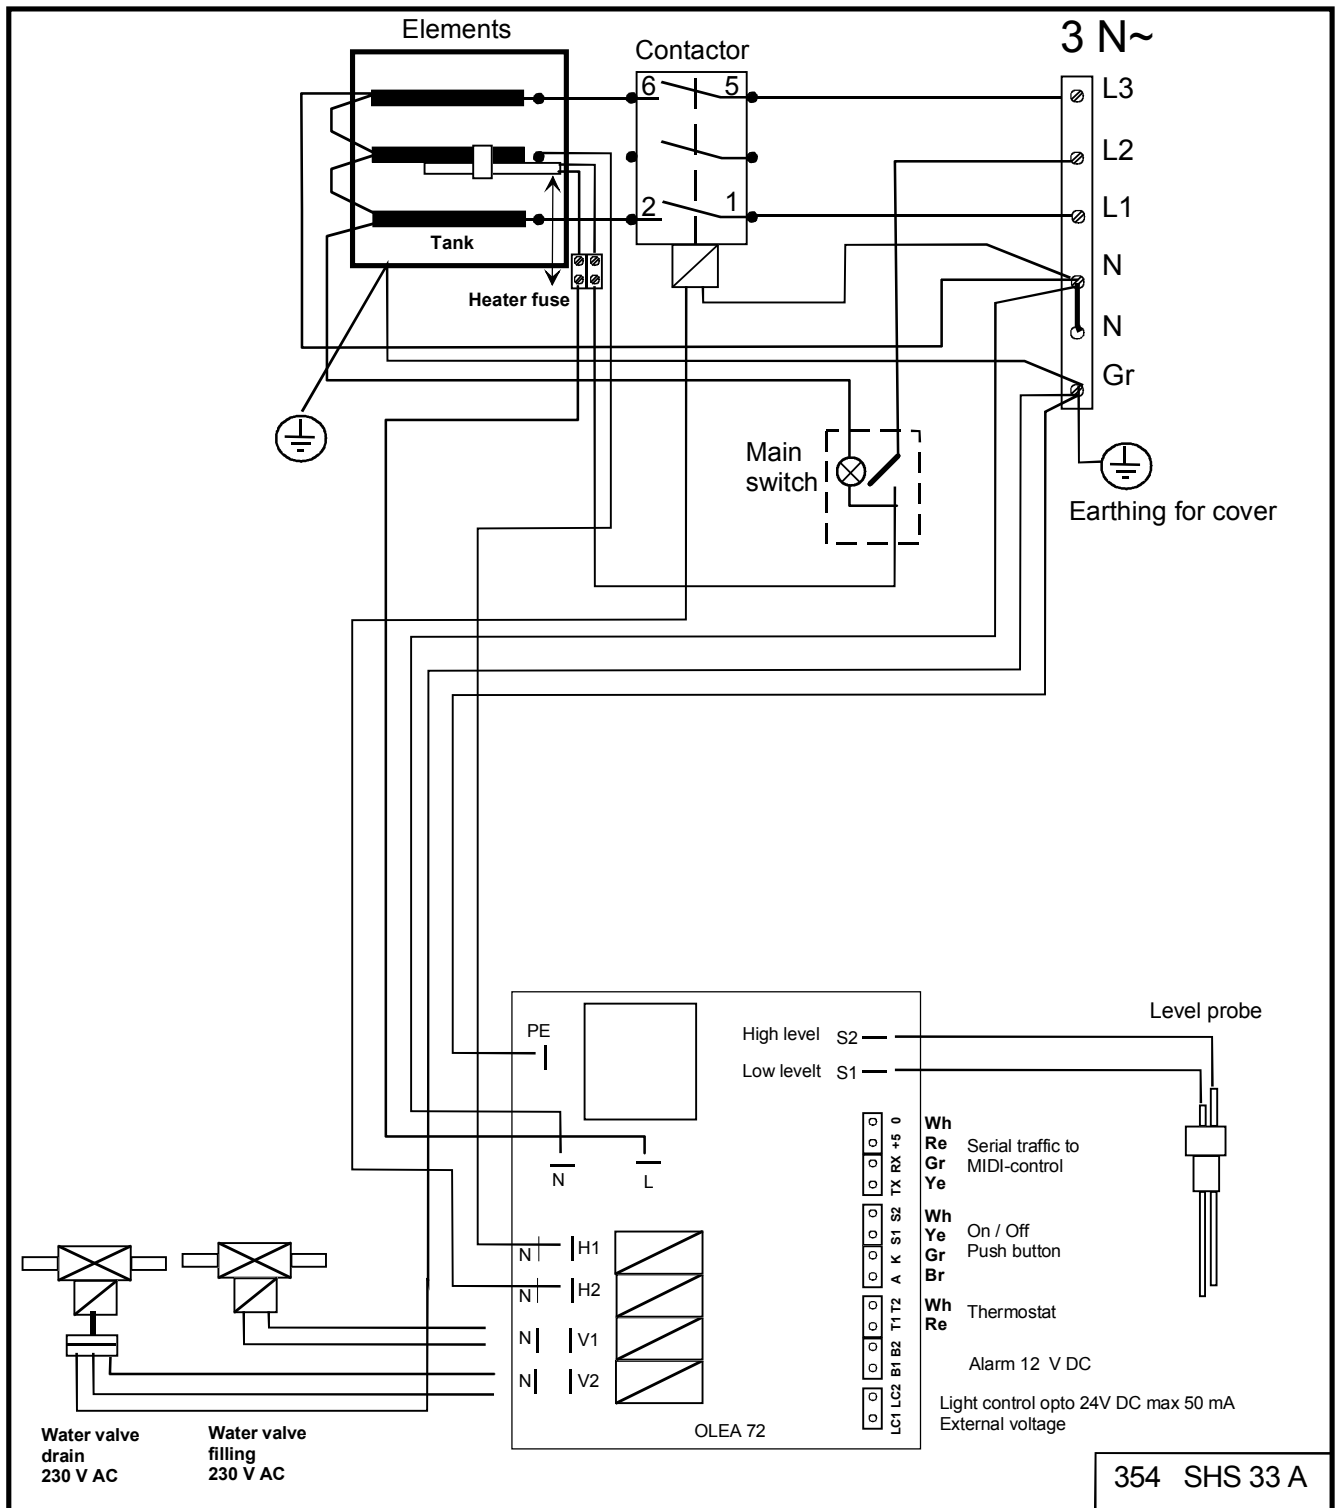 Elements
Contactor
3 N~
6 5
L3
L2
2 1
L1
Tank
N
Heater fuse
N
Gr
Main
switch
Earthing for cover
Level probe
PE
High level S2
Low levelt S1
N
L
N H1
N H2
N V1
N V2
TX RX +5 0
Wh
Re
Gr
Ye
Serial traffic to
MIDI-control
A K S1 S2
Wh
Ye
Gr
Br
On / Off
Push button
T1 T2
Wh
Re
Thermostat
B1 B2
Alarm 12 V DC
LC1 LC2
Light control opto 24V DC max 50 mA
External voltage
OLEA 72
Water valve
drain
230 V AC
Water valve
filling
230 V AC
354 SHS 33 A